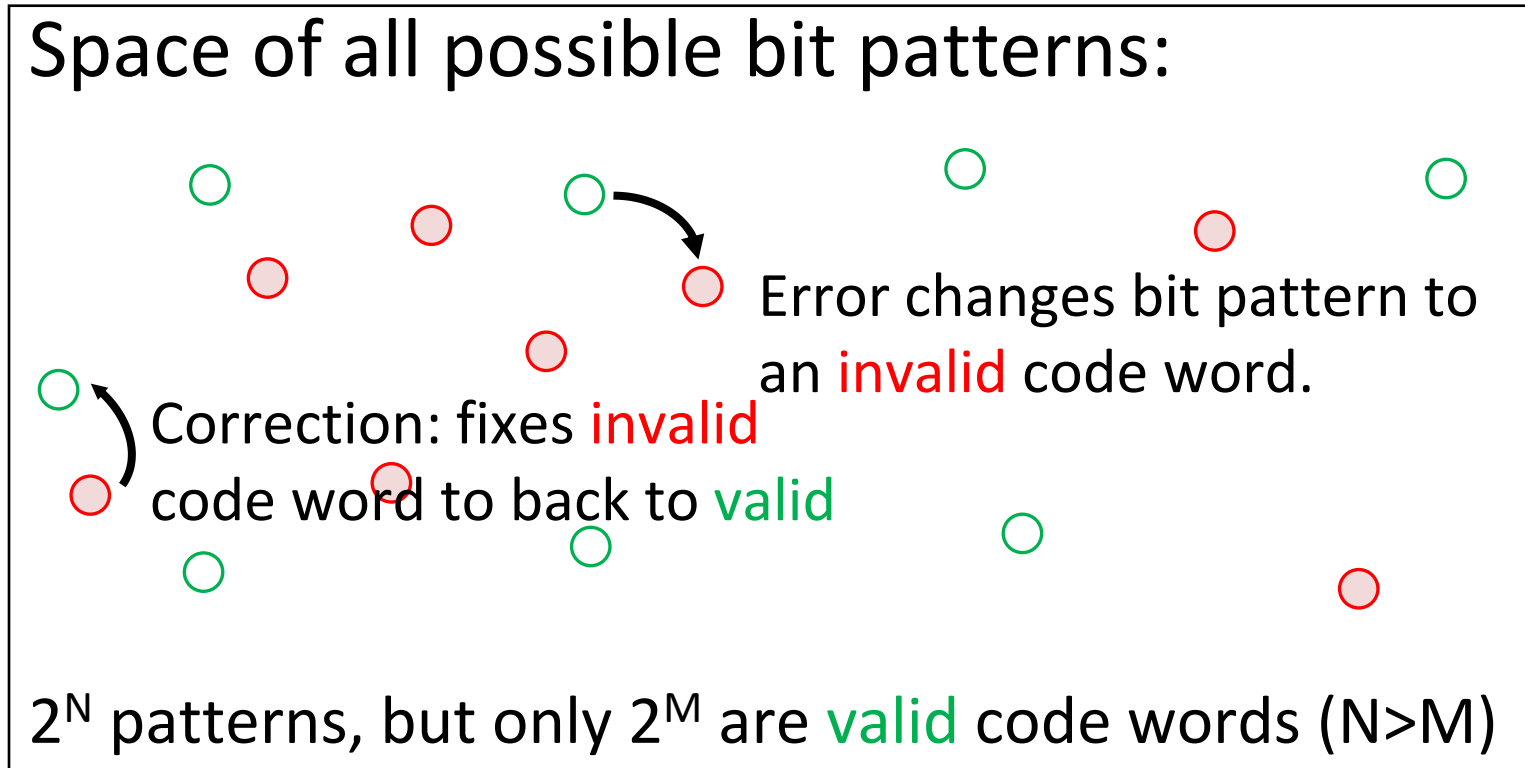 Space of all possible bit patterns:
Error changes bit pattern to
an invalid code word.
Correction: fixes invalid
code word to back to valid
2ᴺ patterns, but only 2ᴹ are valid code words (N>M)